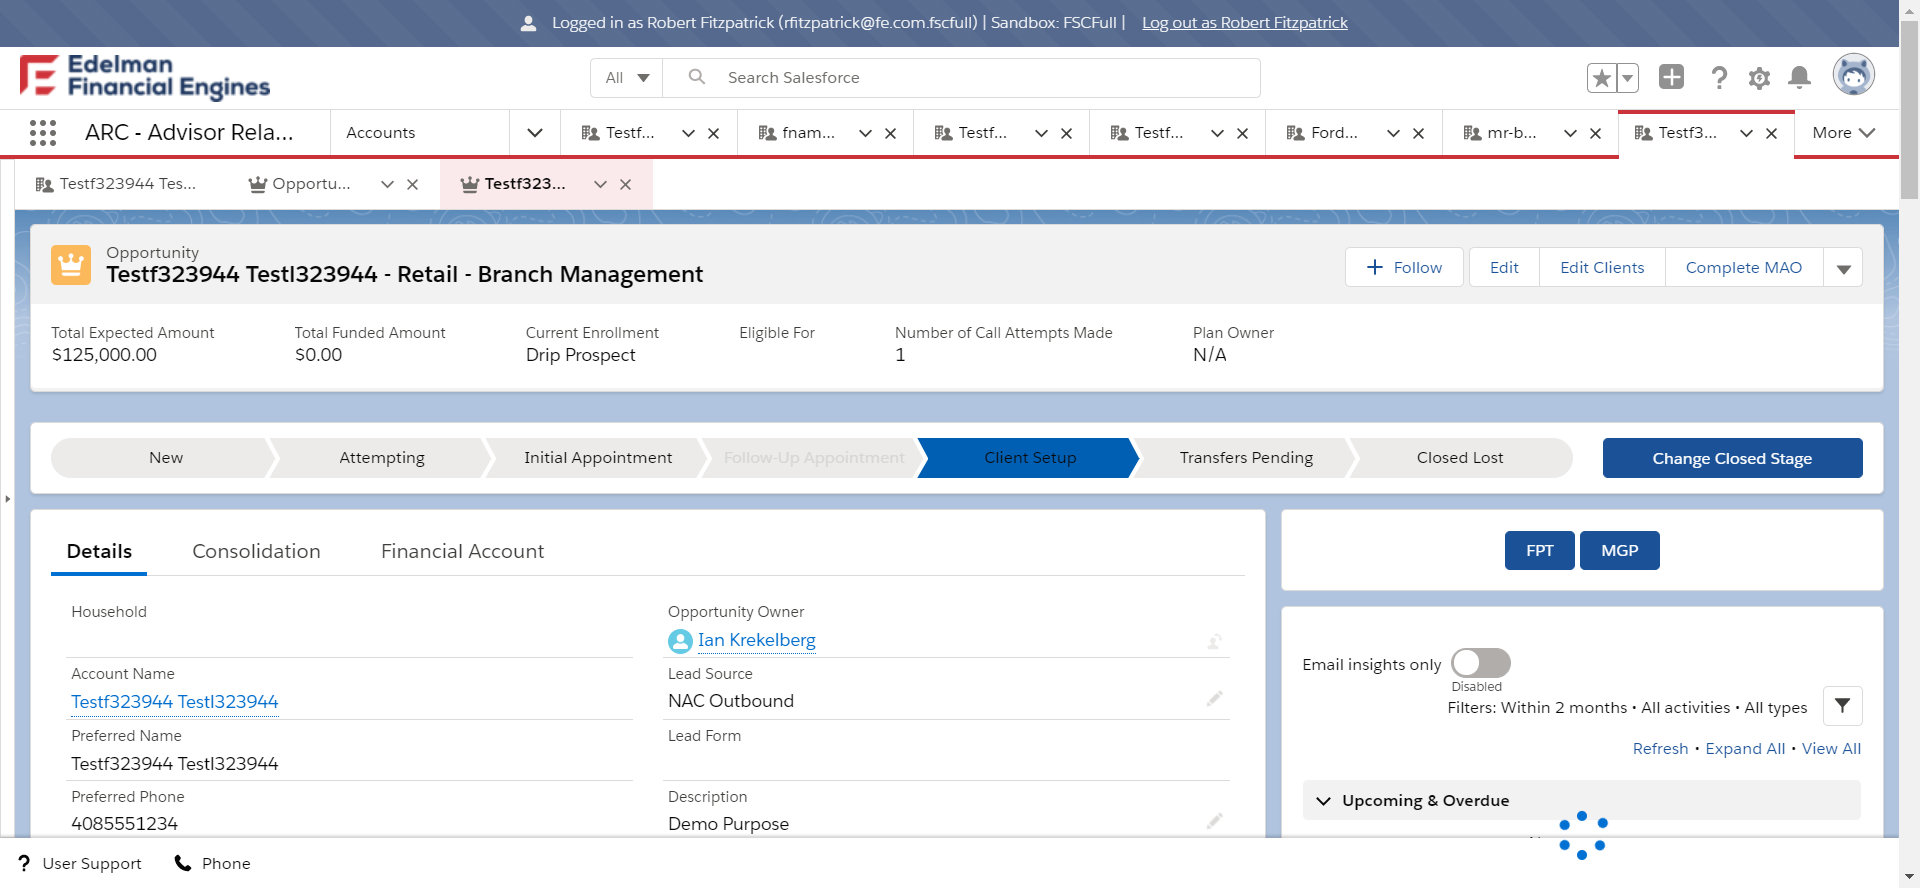 Logged in as Robert Fitzpatrick (rfitzpatrick@fe.com.fscfull) | Sandbox: FSCFull | Log out as Robert Fitzpatrick
Edelman
Financial Engines
All
Search Salesforce
ARC - Advisor Rela...
Accounts
Testf...
fnam...
Testf...
Testf...
Ford...
mr-b...
Testf3...
More
Testf323944 Tes...
Opportu...
Testf323...
Opportunity
Testf323944 Testl323944 - Retail - Branch Management
Follow
Edit
Edit Clients
Complete MAO
Total Expected Amount
$125,000.00
Total Funded Amount
$0.00
Current Enrollment
Drip Prospect
Eligible For
Number of Call Attempts Made
1
Plan Owner
N/A
New
Attempting
Initial Appointment
Follow-Up Appointment
Client Setup
Transfers Pending
Closed Lost
Change Closed Stage
Details
Consolidation
Financial Account
Household
Opportunity Owner
Ian Krekelberg
Account Name
Testf323944 Testl323944
Lead Source
NAC Outbound
Preferred Name
Testf323944 Testl323944
Lead Form
Preferred Phone
4085551234
Description
Demo Purpose
FPT
MGP
Email insights only
Disabled
Filters: Within 2 months • All activities • All types
Refresh • Expand All • View All
Upcoming & Overdue
User Support
Phone